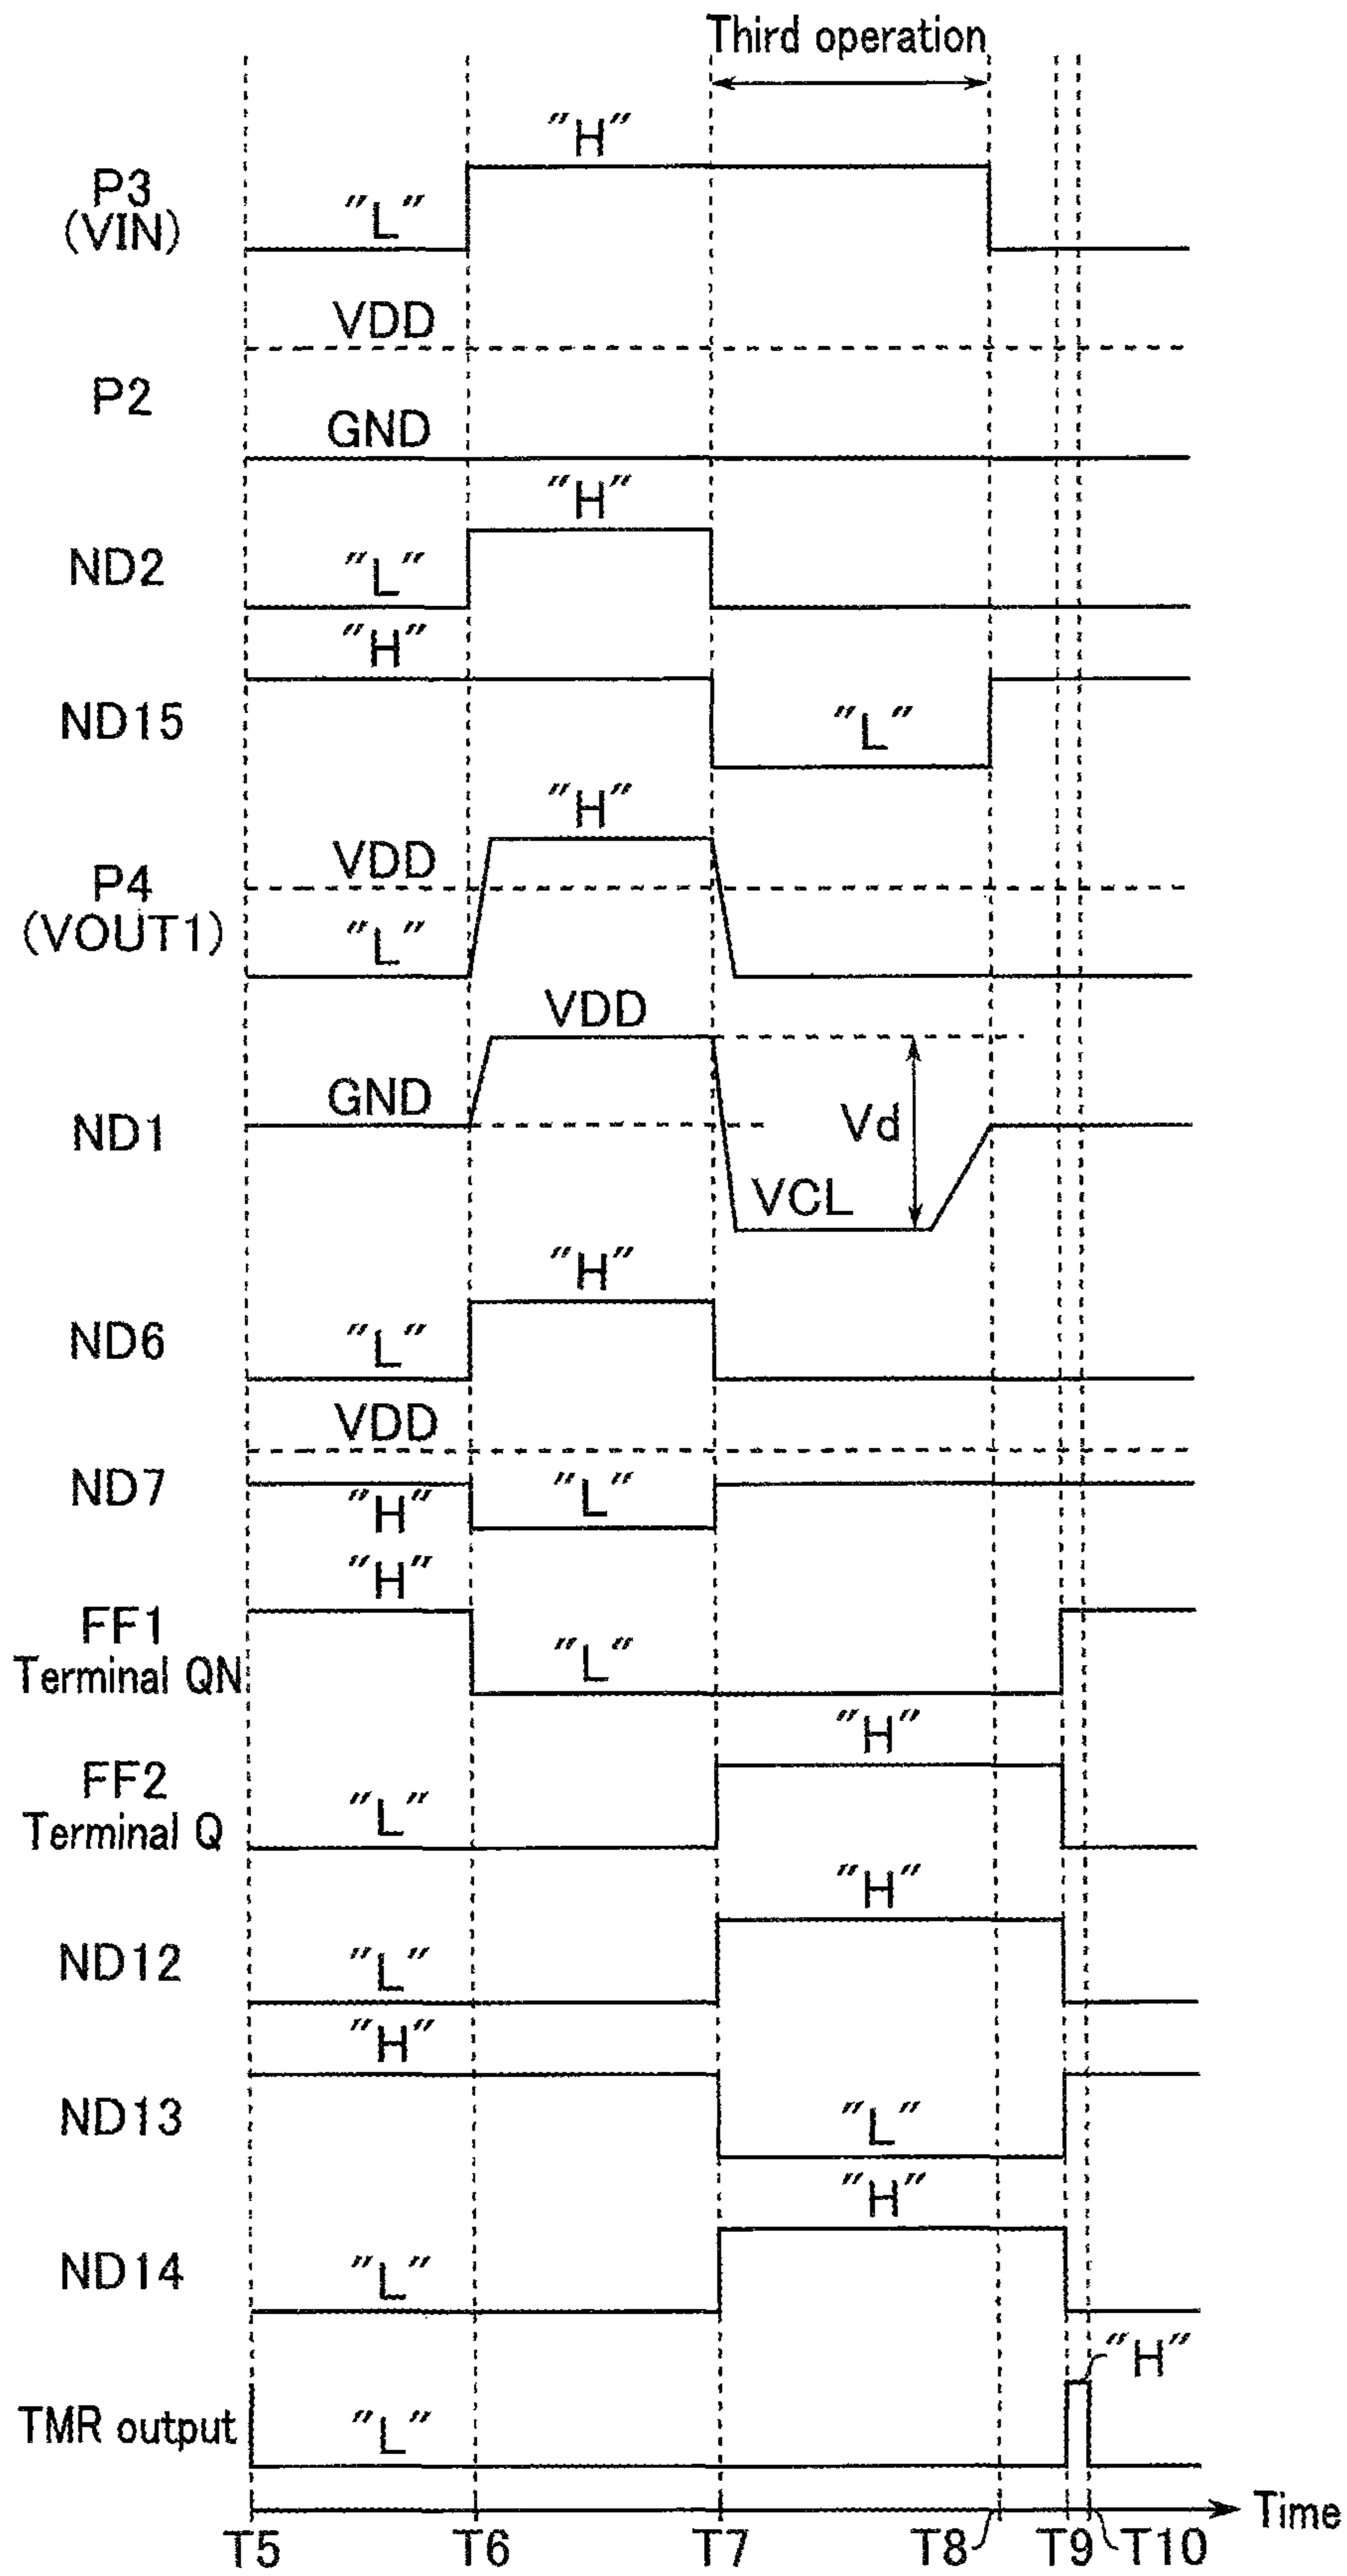 Third operation
"H"
P3
(VIN)
"L"
VDD
P2
GND
"H"
ND2
"L"
"H"
ND15
"L"
"H"
VDD
P4
(VOUT1)
"L"
VDD
GND
ND1
Vd
VCL
"H"
ND6
"L"
VDD
ND7
"H"
"L"
"H"
FF1
Terminal QN
"L"
"H"
FF2
Terminal Q
"L"
"H"
ND12
"L"
"H"
ND13
"L"
"H"
ND14
"L"
"H"
TMR output
"L"
Time
T5 T6 T7 T8 T9 T10